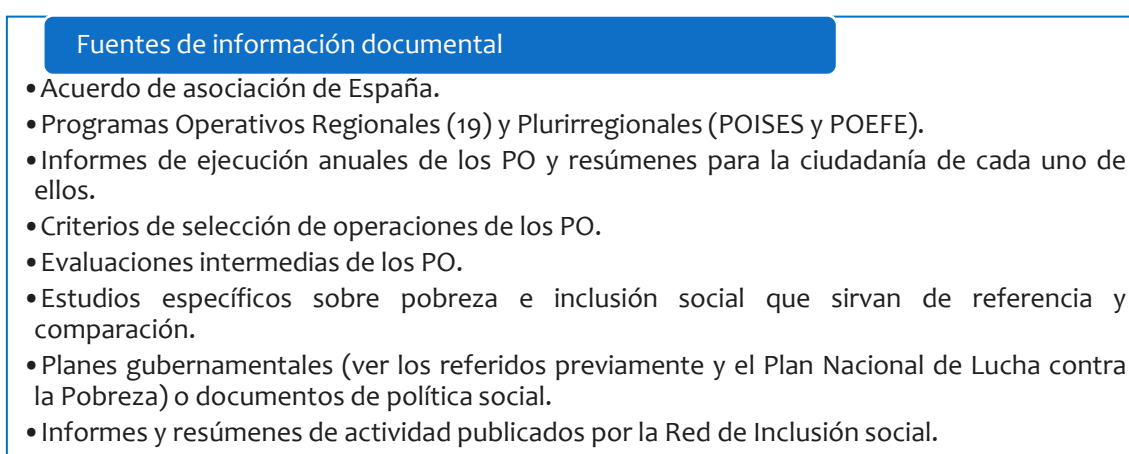 Fuentes de información documental
•Acuerdo de asociación de España.
•Programas Operativos Regionales (19) y Plurirregionales (POISES y POEFE).
•Informes de ejecución anuales de los PO y resúmenes para la ciudadanía de cada uno de
ellos.
•Criterios de selección de operaciones de los PO.
•Evaluaciones intermedias de los PO.
•Estudios específicos sobre pobreza e inclusión social que sirvan de referencia y
comparación.
•Planes gubernamentales (ver los referidos previamente y el Plan Nacional de Lucha contra
la Pobreza) o documentos de política social.
•Informes y resúmenes de actividad publicados por la Red de Inclusión social.